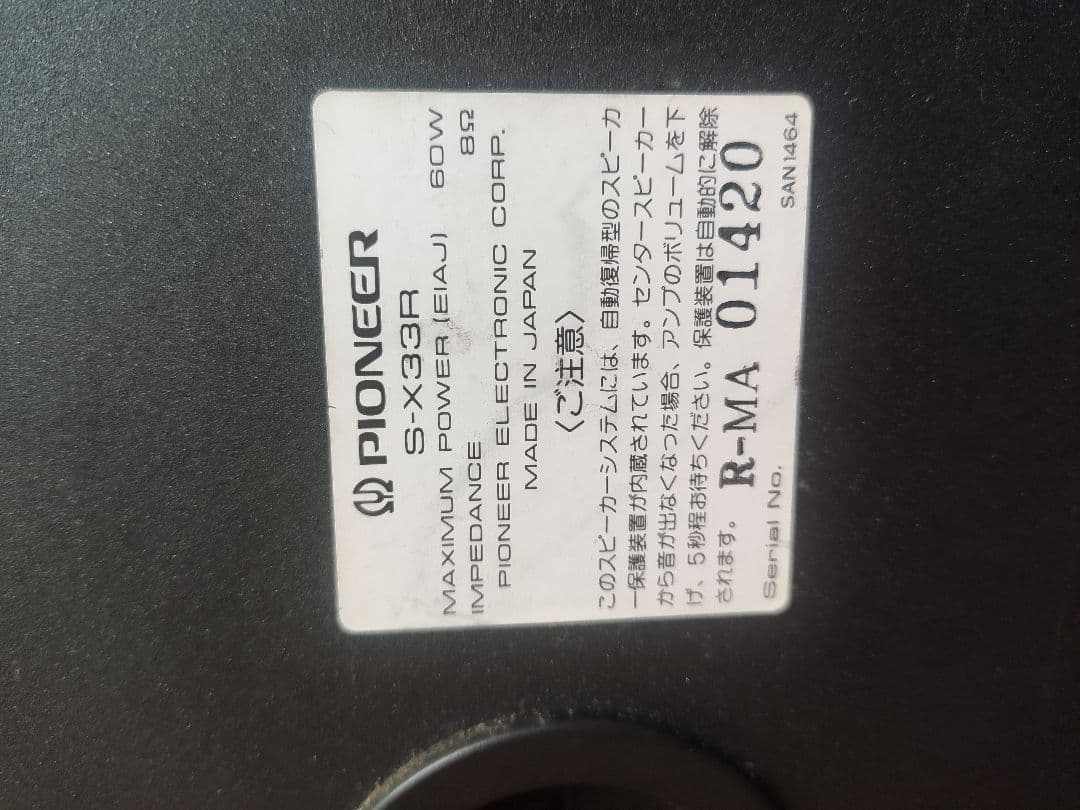 PIONEER
S-X33R
MAXIMUM POWER (EIAJ) 60W
IMPEDANCE 8Ω
PIONEER ELECTRONIC CORP.
MADE IN JAPAN
〈ご注意〉
このスピーカーシステムには、自動復帰型のスピーカ
ー保護装置が内蔵されています。センタースピーカー
から音が出なくなった場合、アンプのボリュームを下
げ、5秒程お待ちください。保護装置は自動的に解除
されます。
R-MA 01420
Serial No.
SAN1464